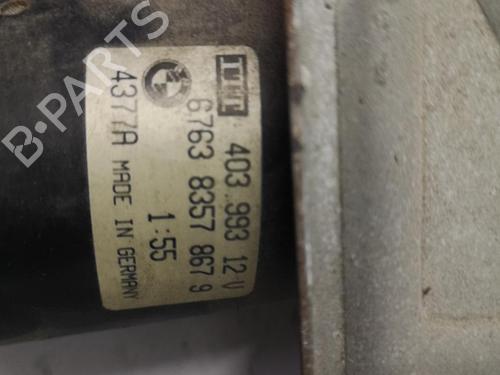 ITT 403 993 12 V
6763 8357 867 9
1:55
4377A MADE IN GERMANY
B-PARTS